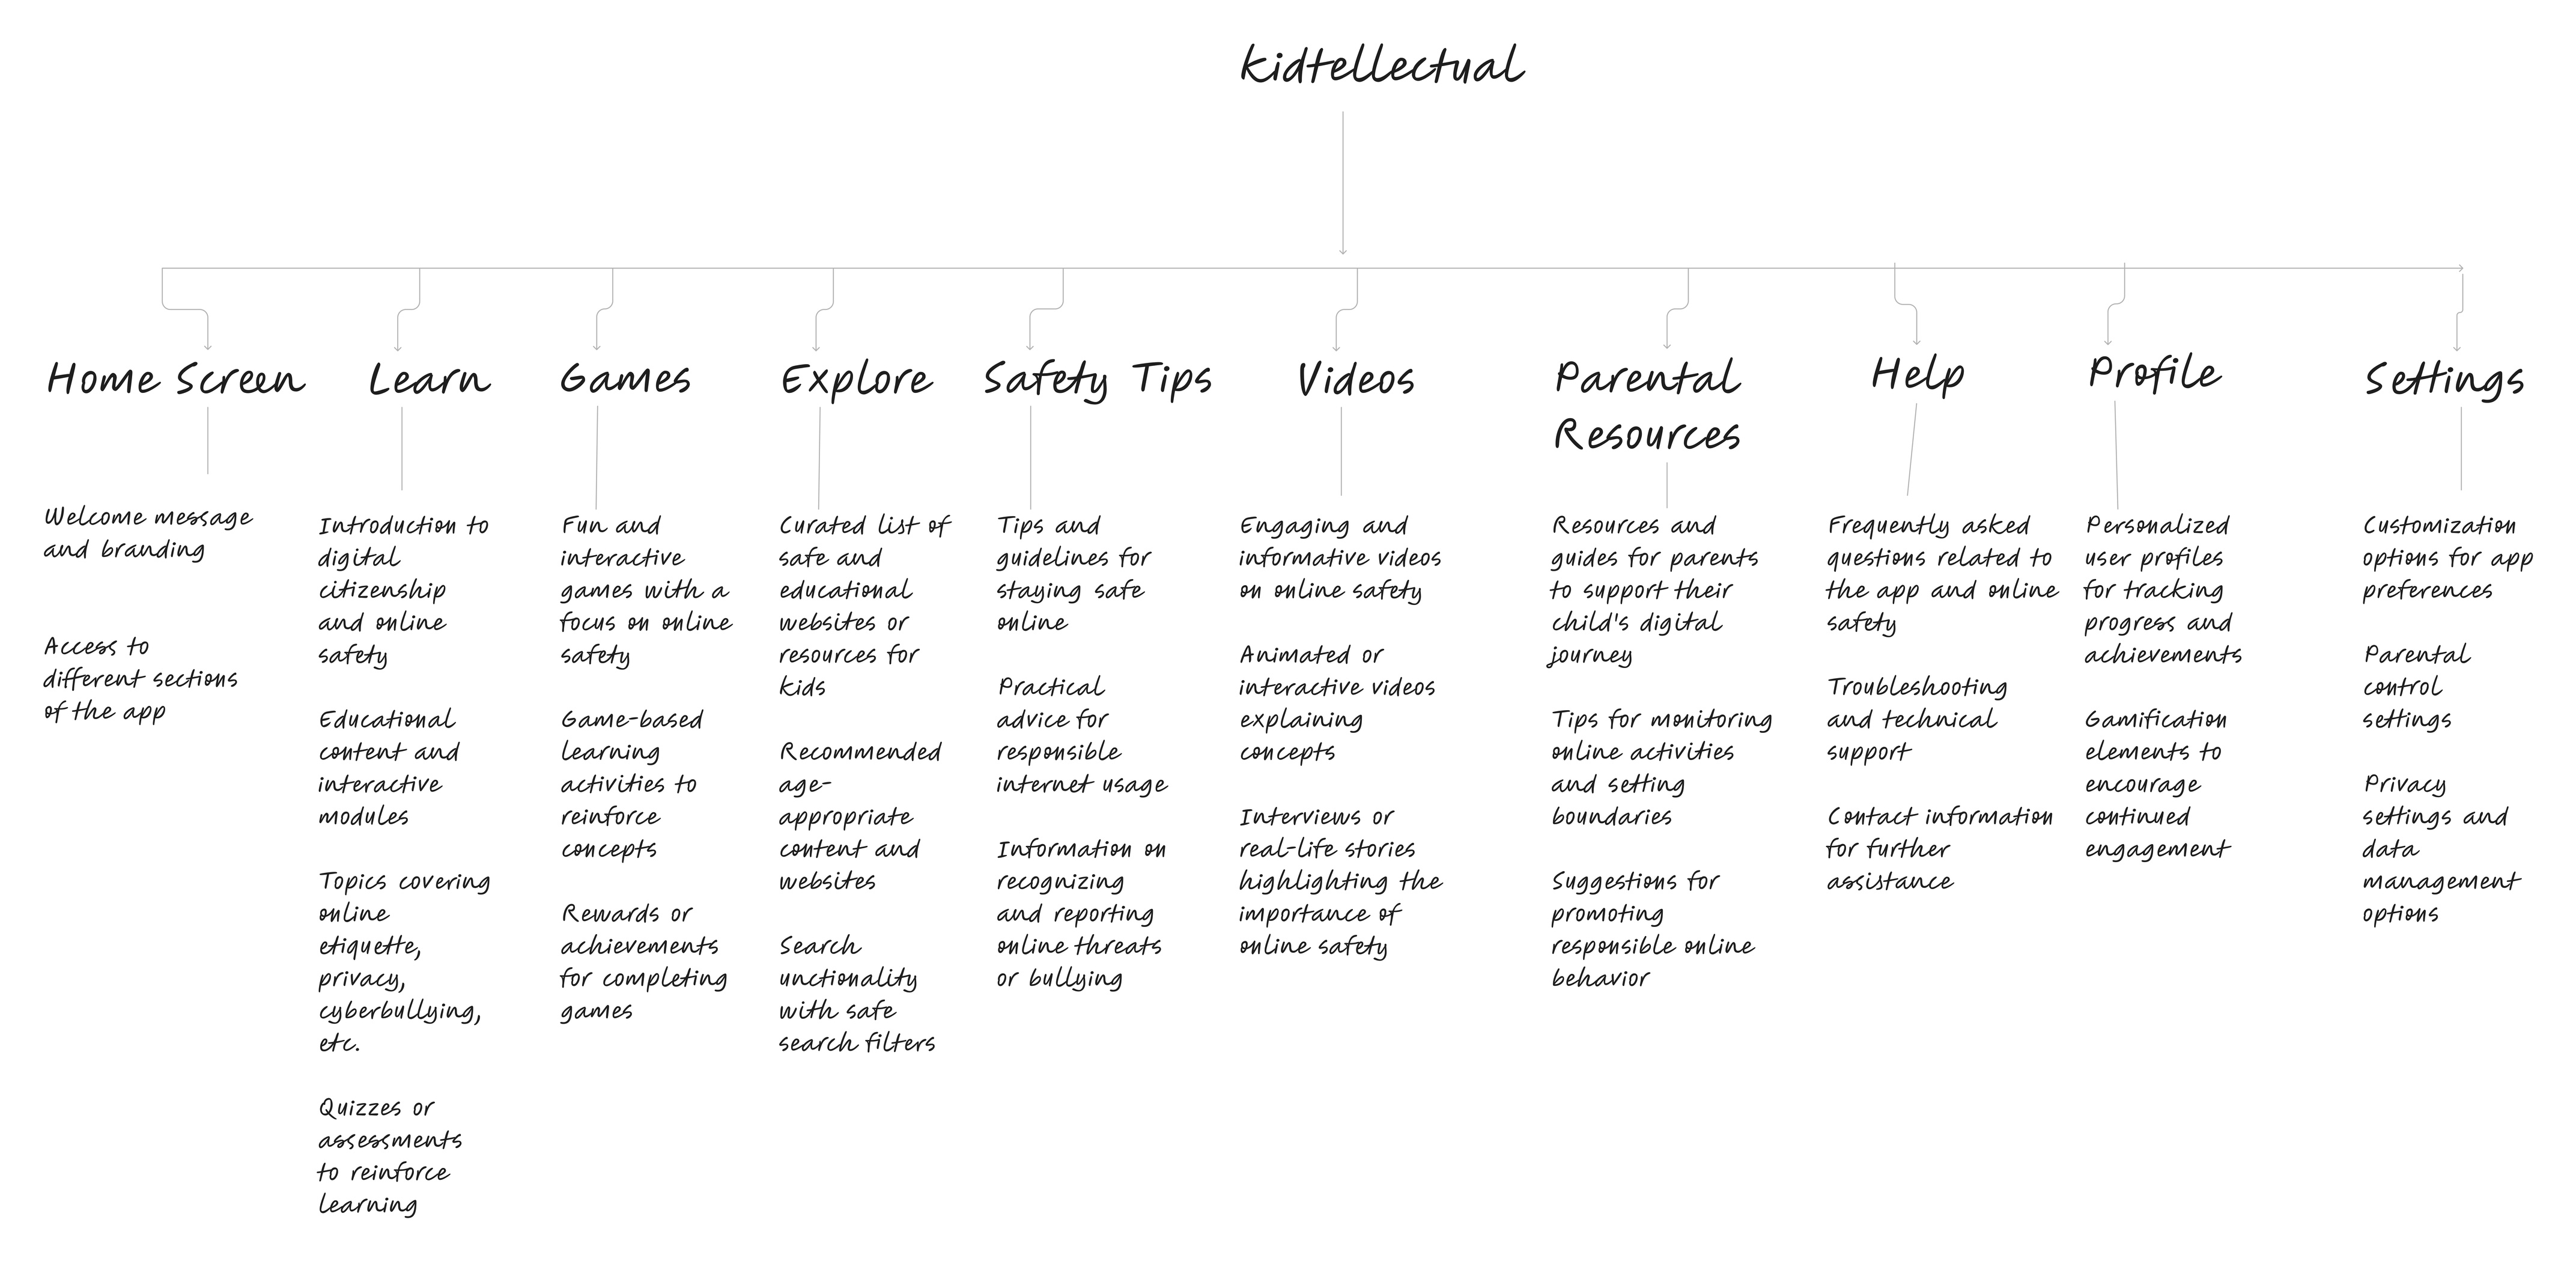 kidtellectual
Home Screen
Learn
Games
Explore
Safety Tips
Videos
Parental
Resources
Help
Profile
Settings
Welcome message
and branding
Access to
different sections
of the app
Introduction to
digital
citizenship
and online
safety
Educational
content and
interactive
modules
Topics covering
online
etiquette,
privacy,
cyberbullying,
etc.
Quizzes or
assessments
to reinforce
learning
Fun and
interactive
games with a
focus on online
safety
Game-based
learning
activities to
reinforce
concepts
Rewards or
achievements
for completing
games
Curated list of
safe and
educational
websites or
resources for
kids
Recommended
age-
appropriate
content and
websites
Search
unctionality
with safe
search filters
Tips and
guidelines for
staying safe
online
Practical
advice for
responsible
internet usage
Information on
recognizing
and reporting
online threats
or bullying
Engaging and
informative videos
on online safety
Animated or
interactive videos
explaining
concepts
Interviews or
real-life stories
highlighting the
importance of
online safety
Resources and
guides for parents
to support their
child's digital
journey
Tips for monitoring
online activities
and setting
boundaries
Suggestions for
promoting
responsible online
behavior
Frequently asked
questions related to
the app and online
safety
Troubleshooting
and technical
support
Contact information
for further
assistance
Personalized
user profiles
for tracking
progress and
achievements
Gamification
elements to
encourage
continued
engagement
Customization
options for app
preferences
Parental
control
settings
Privacy
settings and
data
management
options